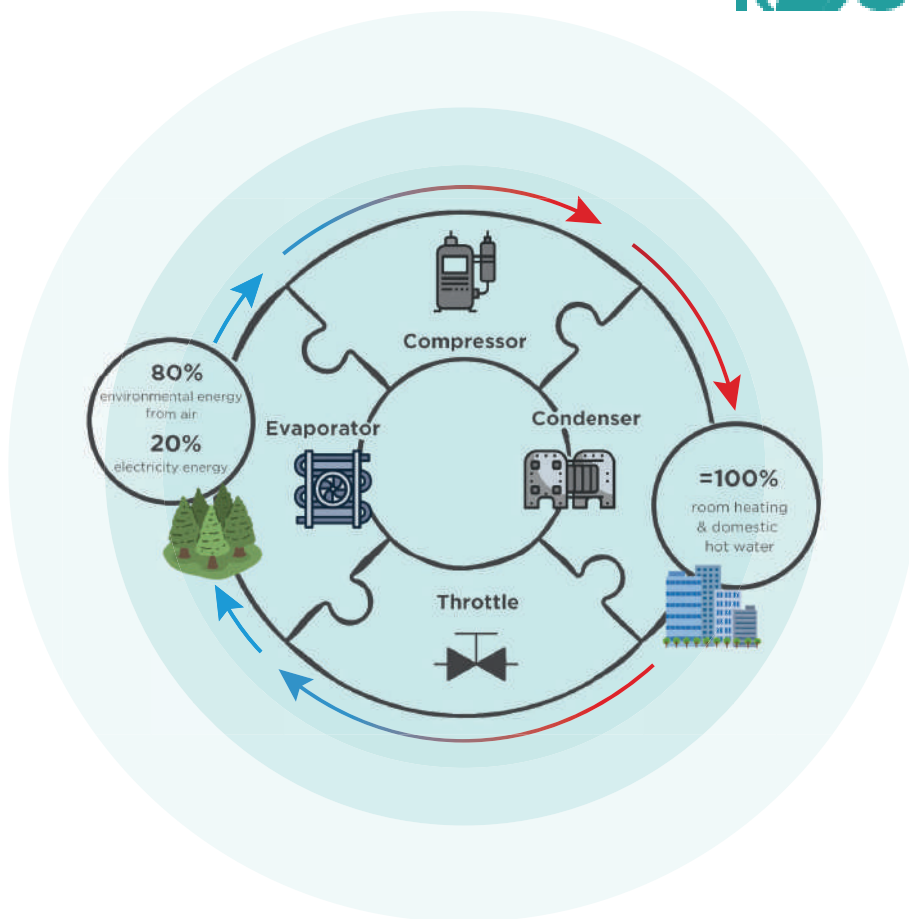 Compressor
80%
environmental energy
from air
20%
electricity energy
Evaporator
Condenser
=100%
room heating
& domestic
hot water
Throttle